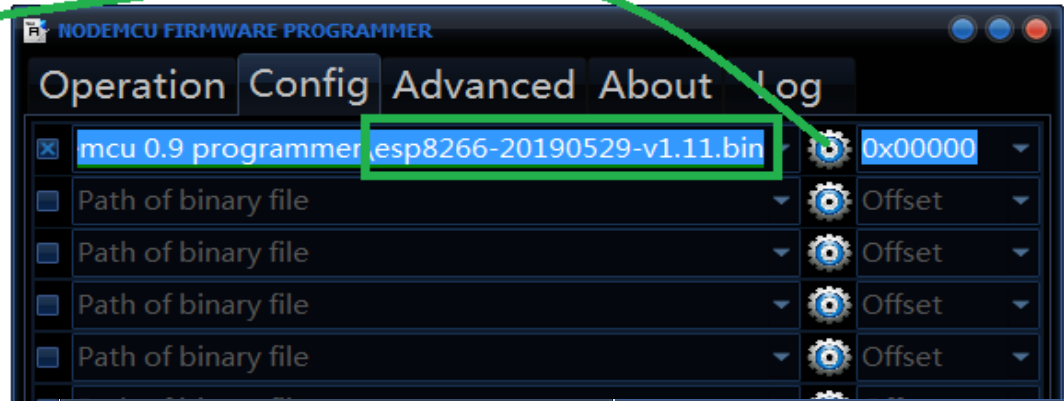 NODEMCU FIRMWARE PROGRAMMER
Operation Config Advanced About Log
mcu 0.9 programmer\esp8266-20190529-v1.11.bin 0x00000
Path of binary file Offset
Path of binary file Offset
Path of binary file Offset
Path of binary file Offset